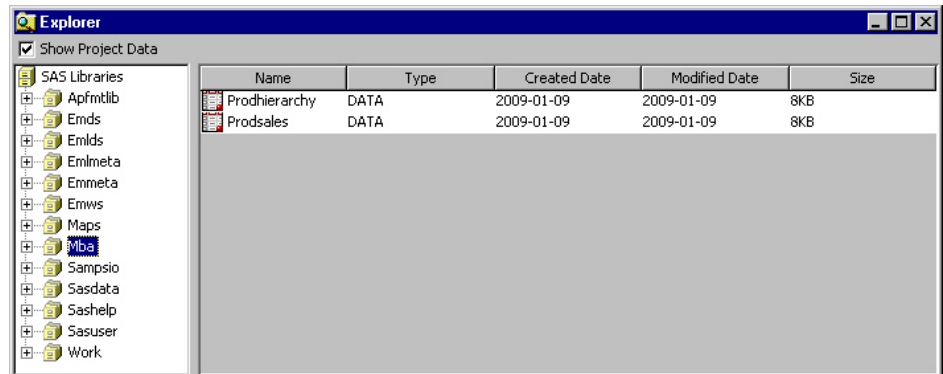 Explorer
Show Project Data
SAS Libraries
Apfmtlib
Emds
Emlds
Emlmeta
Emmeta
Emws
Maps
Mba
Sampsio
Sasdata
Sashelp
Sasuser
Work
Name Type Created Date Modified Date Size
Prodhierarchy DATA 2009-01-09 2009-01-09 8KB
Prodsales DATA 2009-01-09 2009-01-09 8KB